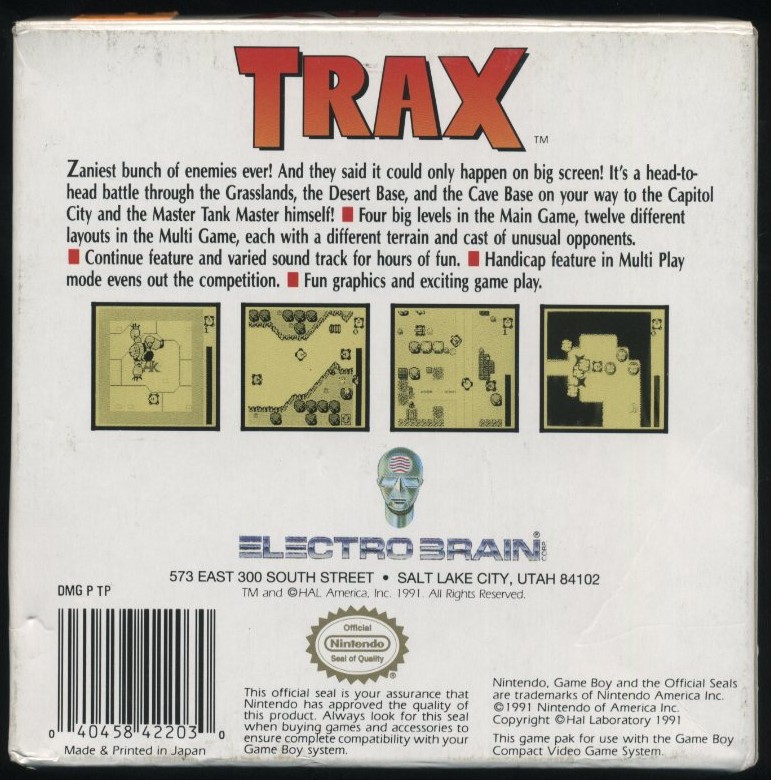 TRAX
TM
Zaniest bunch of enemies ever! And they said it could only happen on big screen! It's a head-to-
head battle through the Grasslands, the Desert Base, and the Cave Base on your way to the Capitol
City and the Master Tank Master himself! ■ Four big levels in the Main Game, twelve different
layouts in the Multi Game, each with a different terrain and cast of unusual opponents.
■ Continue feature and varied sound track for hours of fun. ■ Handicap feature in Multi Play
mode evens out the competition. ■ Fun graphics and exciting game play.
ELECTRO BRAIN CORP ®
573 EAST 300 SOUTH STREET • SALT LAKE CITY, UTAH 84102
TM and ©HAL America, Inc. 1991. All Rights Reserved.
DMG P TP
0 40458 42203 0
Made & Printed in Japan
Official
Nintendo
Seal of Quality
®
This official seal is your assurance that
Nintendo has approved the quality of
this product. Always look for this seal
when buying games and accessories to
ensure complete compatibility with your
Game Boy system.
Nintendo, Game Boy and the Official Seals
are trademarks of Nintendo America Inc.
©1991 Nintendo of America Inc.
Copyright ©Hal Laboratory 1991
This game pak for use with the Game Boy
Compact Video Game System.